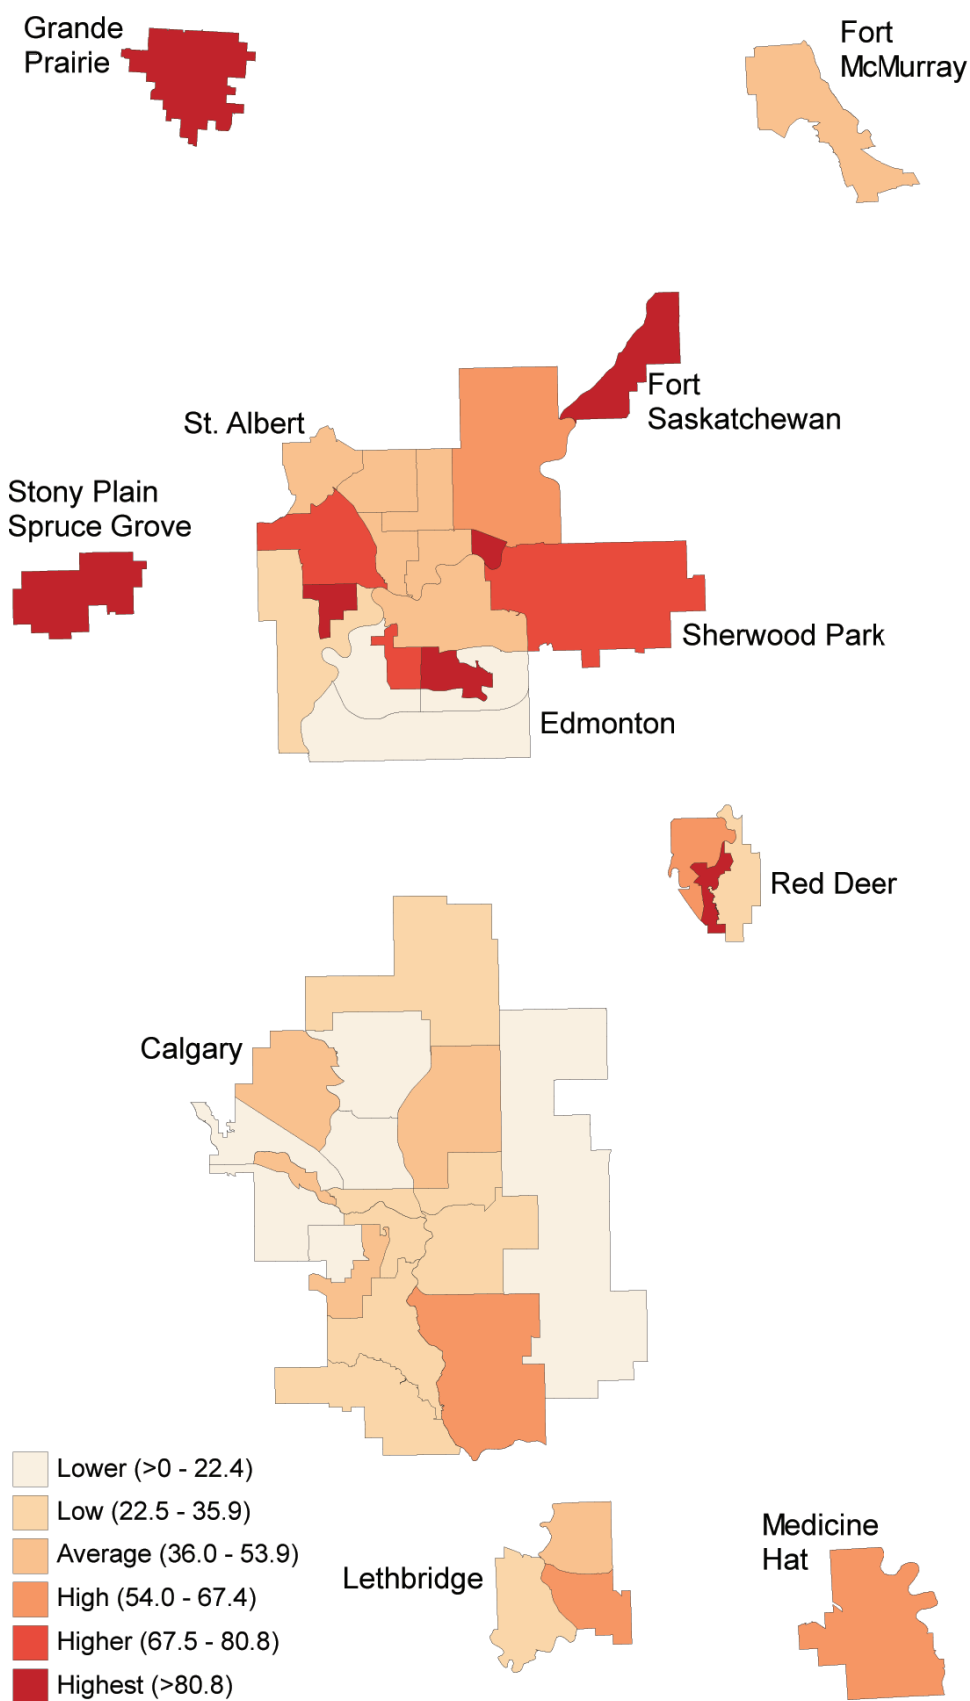 Grande
Prairie
Fort
McMurray
Fort
Saskatchewan
St. Albert
Stony Plain
Spruce Grove
Sherwood Park
Edmonton
Red Deer
Calgary
Lower (>0 - 22.4)
Low (22.5 - 35.9)
Average (36.0 - 53.9)
High (54.0 - 67.4)
Higher (67.5 - 80.8)
Highest (>80.8)
Lethbridge
Medicine
Hat